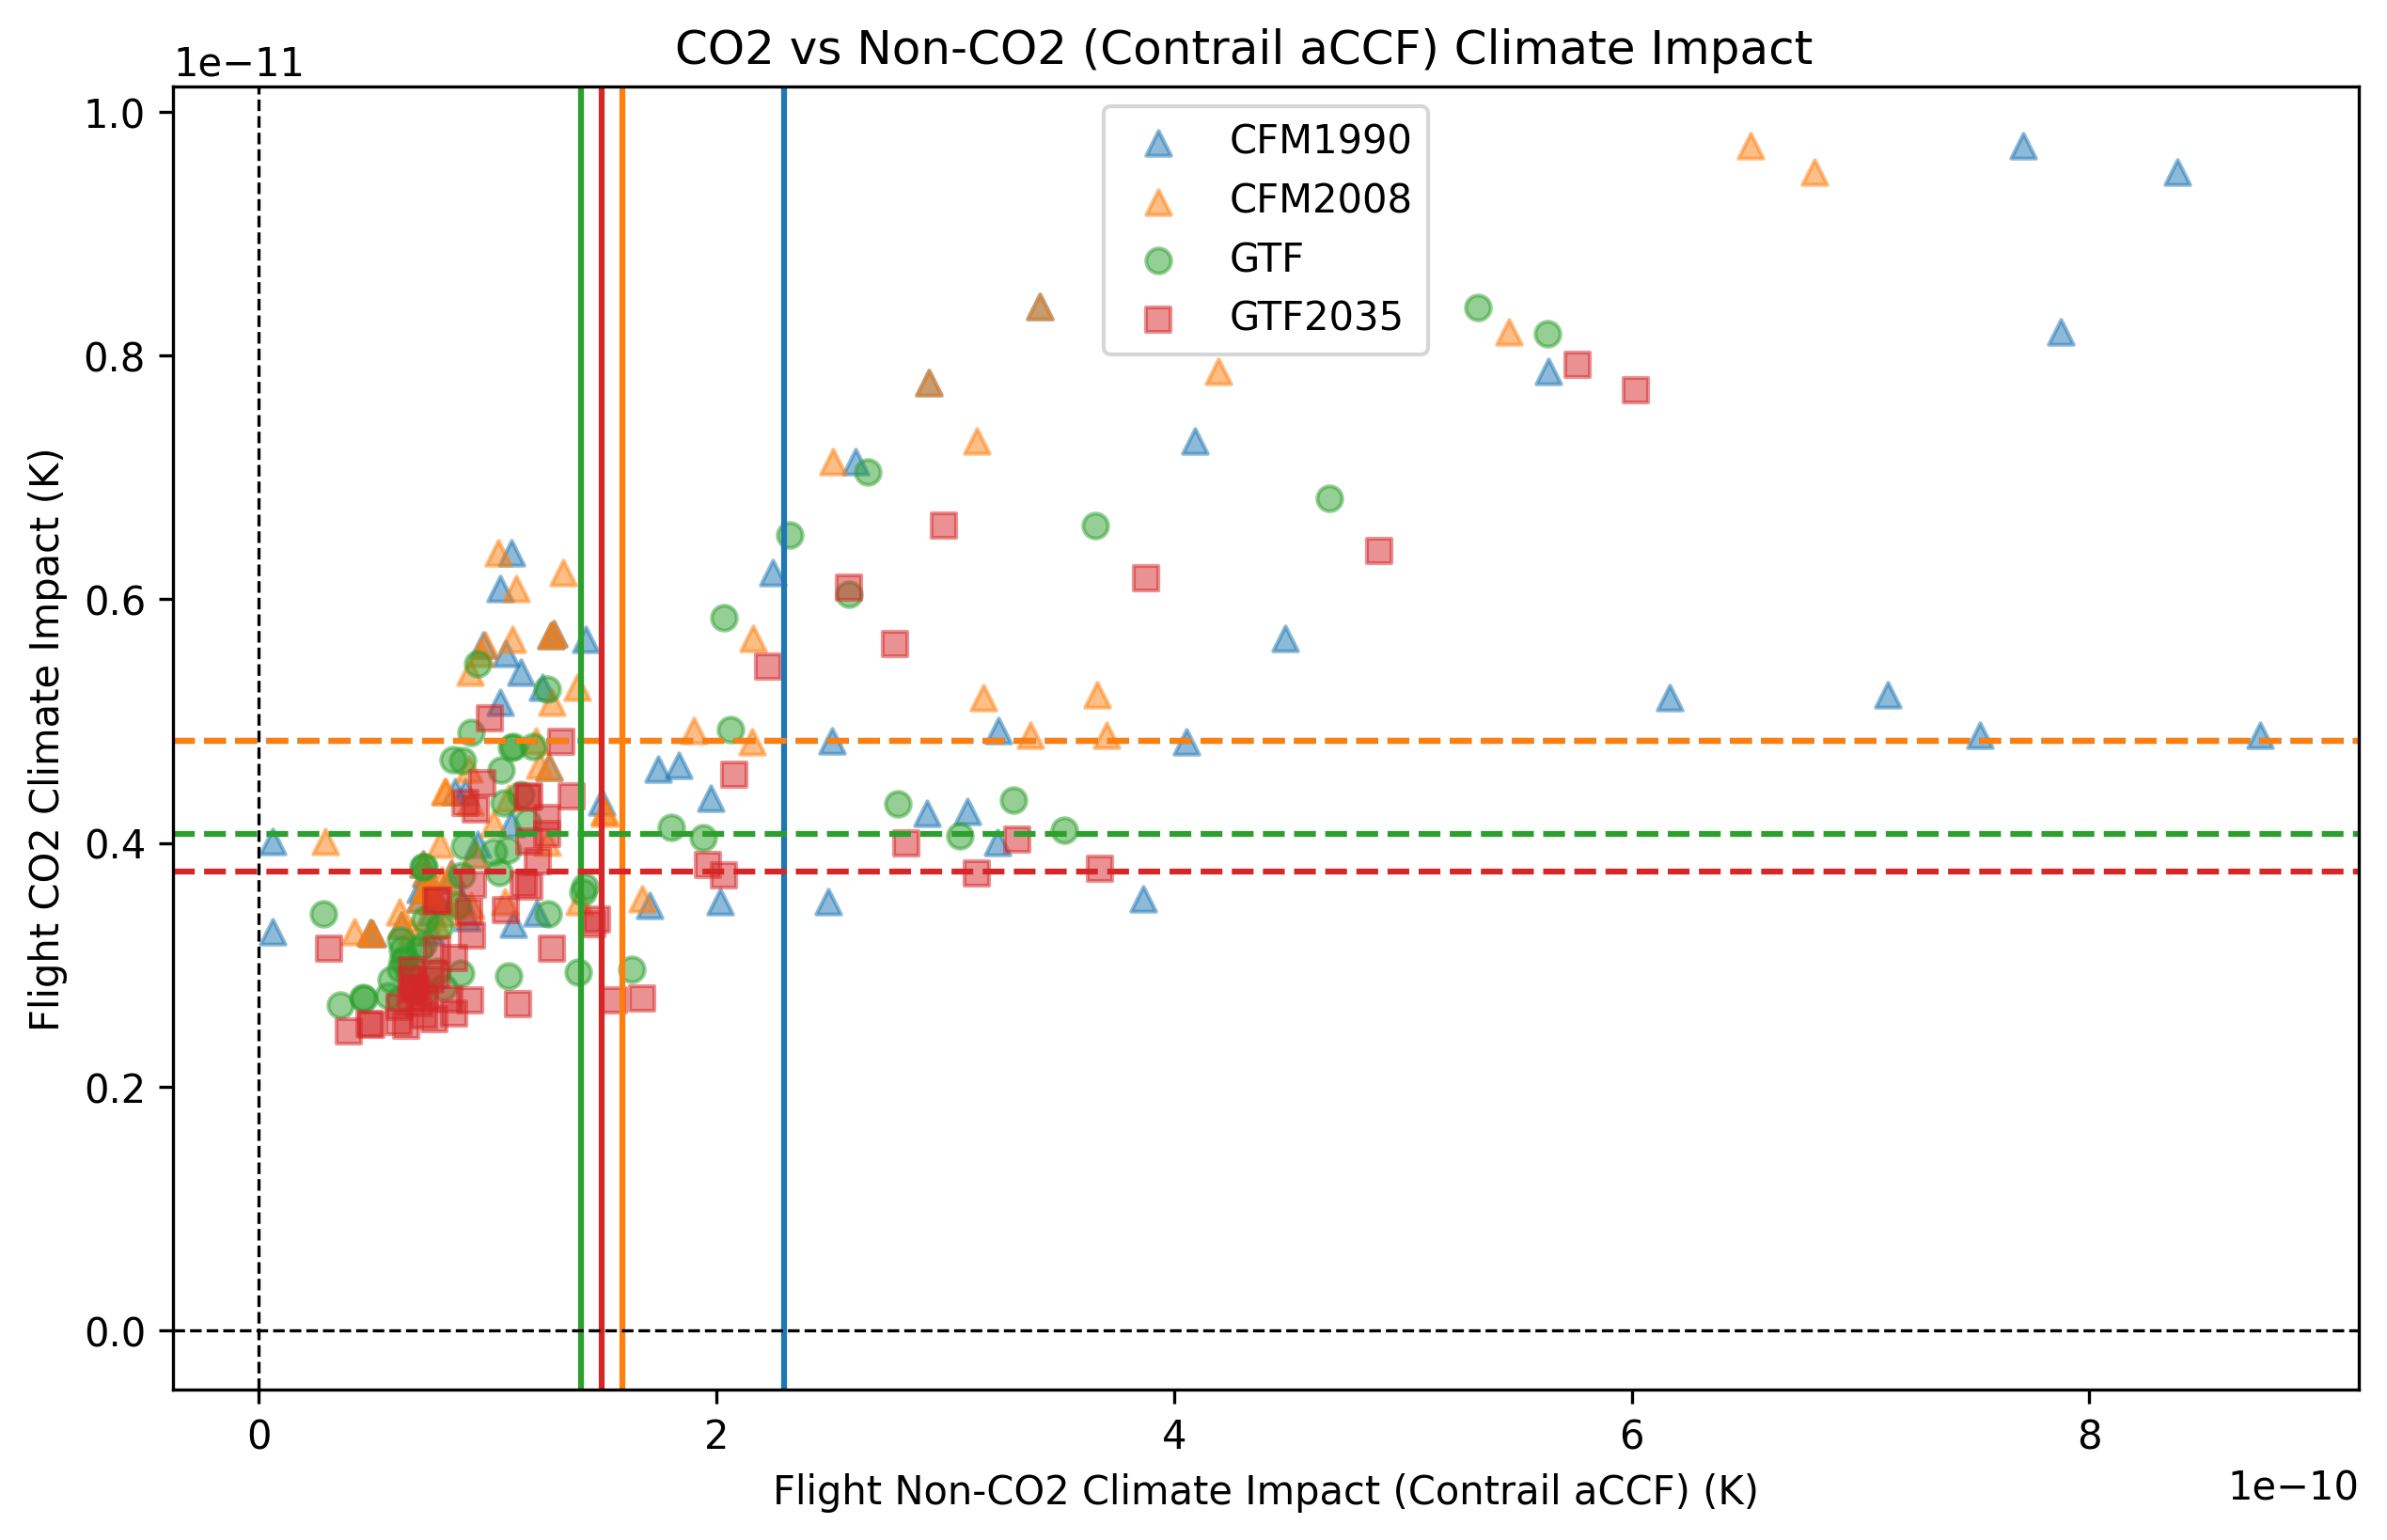 CO2 vs Non-CO2 (Contrail aCCF) Climate Impact
1e−11
1.0
0.8
0.6
0.4
0.2
0.0
Flight CO2 Climate Impact (K)
CFM1990
CFM2008
GTF
GTF2035
0 2 4 6 8
Flight Non-CO2 Climate Impact (Contrail aCCF) (K)
1e−10